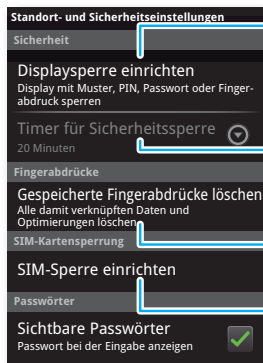 Standort- und Sicherheitseinstellungen
Sicherheit
Displaysperre einrichten
Display mit Muster, PIN, Passwort oder Finger-
abdruck sperren
Timer für Sicherheitssperre
20 Minuten
Fingerabdrücke
Gespeicherte Fingerabdrücke löschen
Alle damit verknüpften Daten und
Optimierungen löschen
SIM-Kartensperrung
SIM-Sperre einrichten
Passwörter
Sichtbare Passwörter
Passwort bei der Eingabe anzeigen